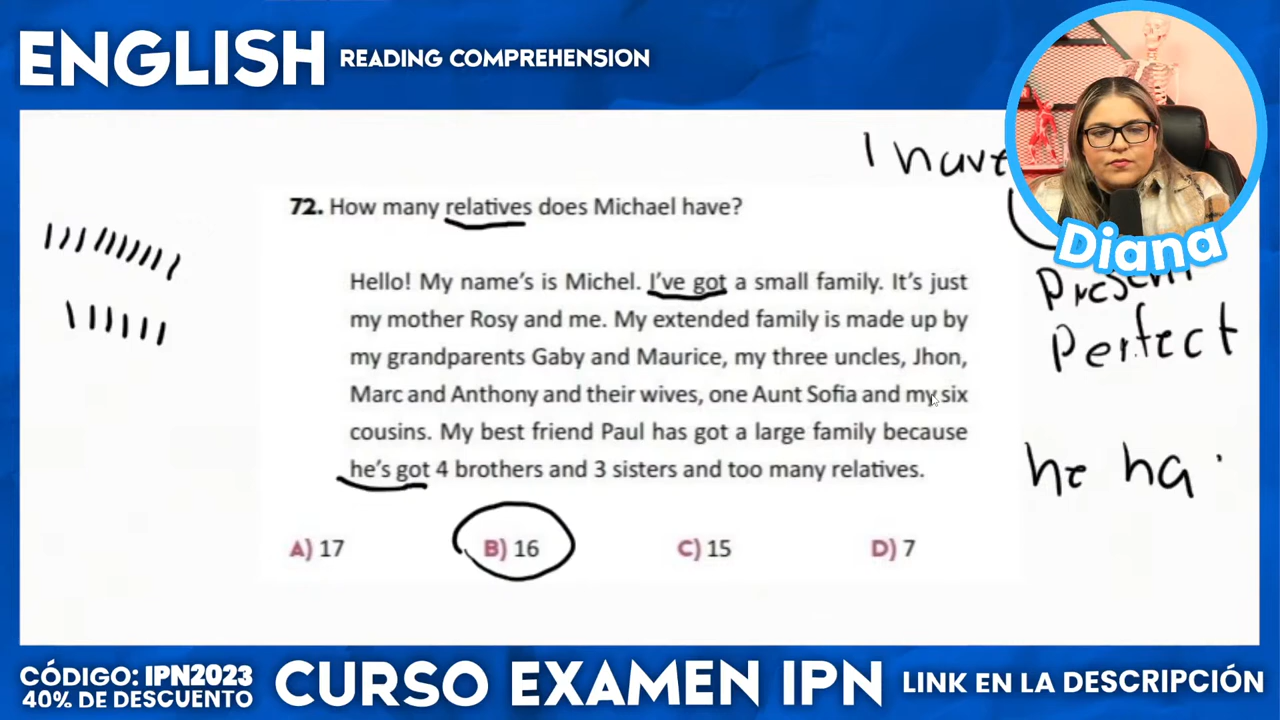 ENGLISH READING COMPREHENSION
I have
72. How many relatives does Michael have?
Diana
Hello! My name's is Michel. I've got a small family. It's just
my mother Rosy and me. My extended family is made up by
my grandparents Gaby and Maurice, my three uncles, Jhon,
Marc and Anthony and their wives, one Aunt Sofia and my six
cousins. My best friend Paul has got a large family because
he's got 4 brothers and 3 sisters and too many relatives.
Present
Perfect
he ha
A) 17 B) 16 C) 15 D) 7
CÓDIGO: IPN2023
40% DE DESCUENTO
CURSO EXAMEN IPN
LINK EN LA DESCRIPCIÓN